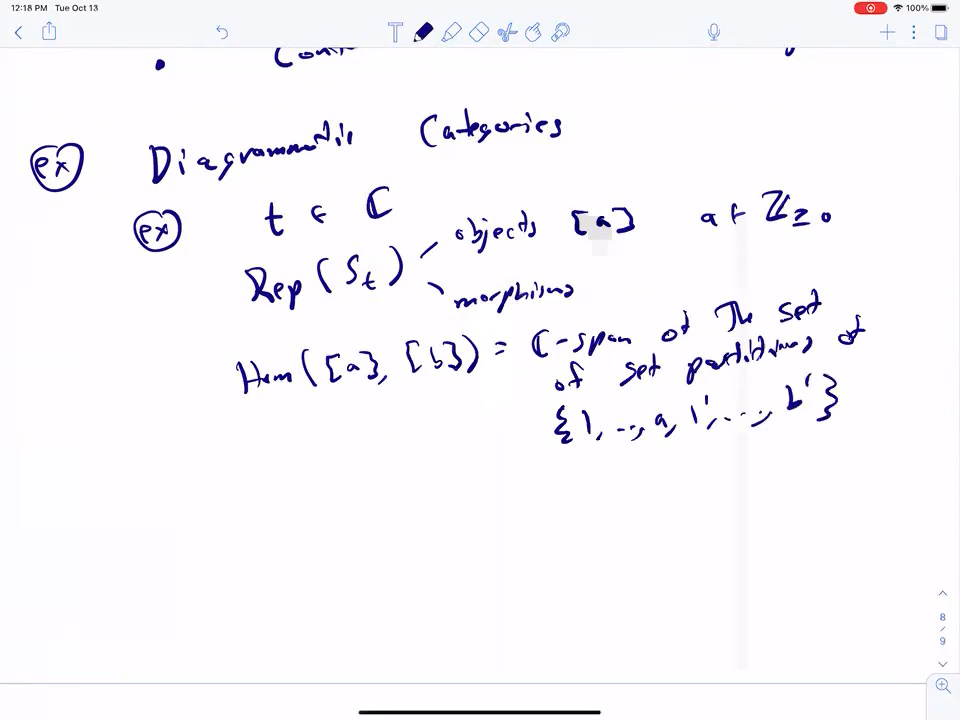 12:18 PM Tue Oct 13
100%
ex Diagrammatic Categories
ex t ∈ ℂ
Rep(S_t) objects [a] a ∈ ℤ≥0
morphisms
Hom([a], [b]) = ℂ-span of the set
of set partitions of
{1, .., a, 1', ..., b'}
8
/
9